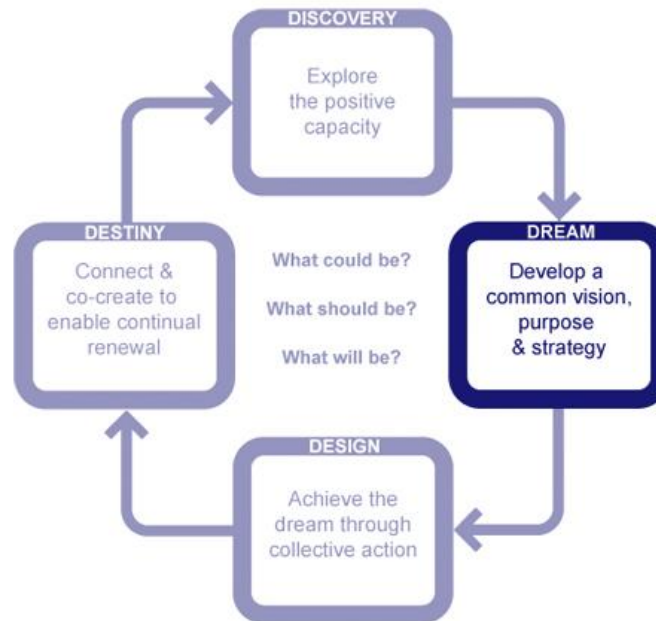 DISCOVERY
Explore
the positive
capacity
DREAM
Develop a
common vision,
purpose
& strategy
DESIGN
Achieve the
dream through
collective action
DESTINY
Connect &
co-create to
enable continual
renewal
What could be?
What should be?
What will be?